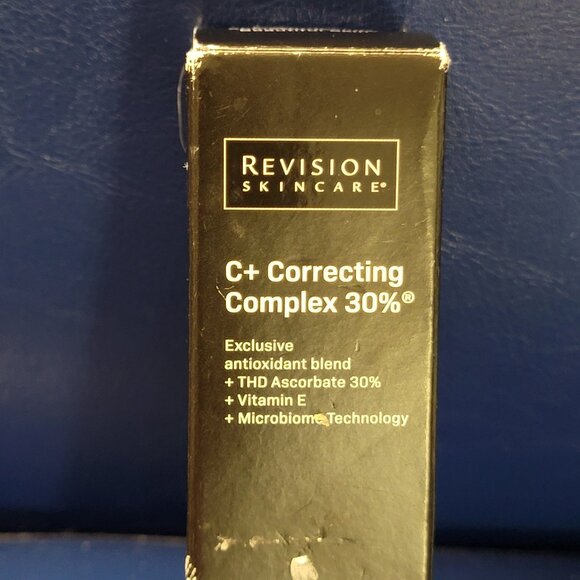 REVISION
SKINCARE®
C+ Correcting
Complex 30%®
Exclusive
antioxidant blend
+ THD Ascorbate 30%
+ Vitamin E
+ Microbiome Technology